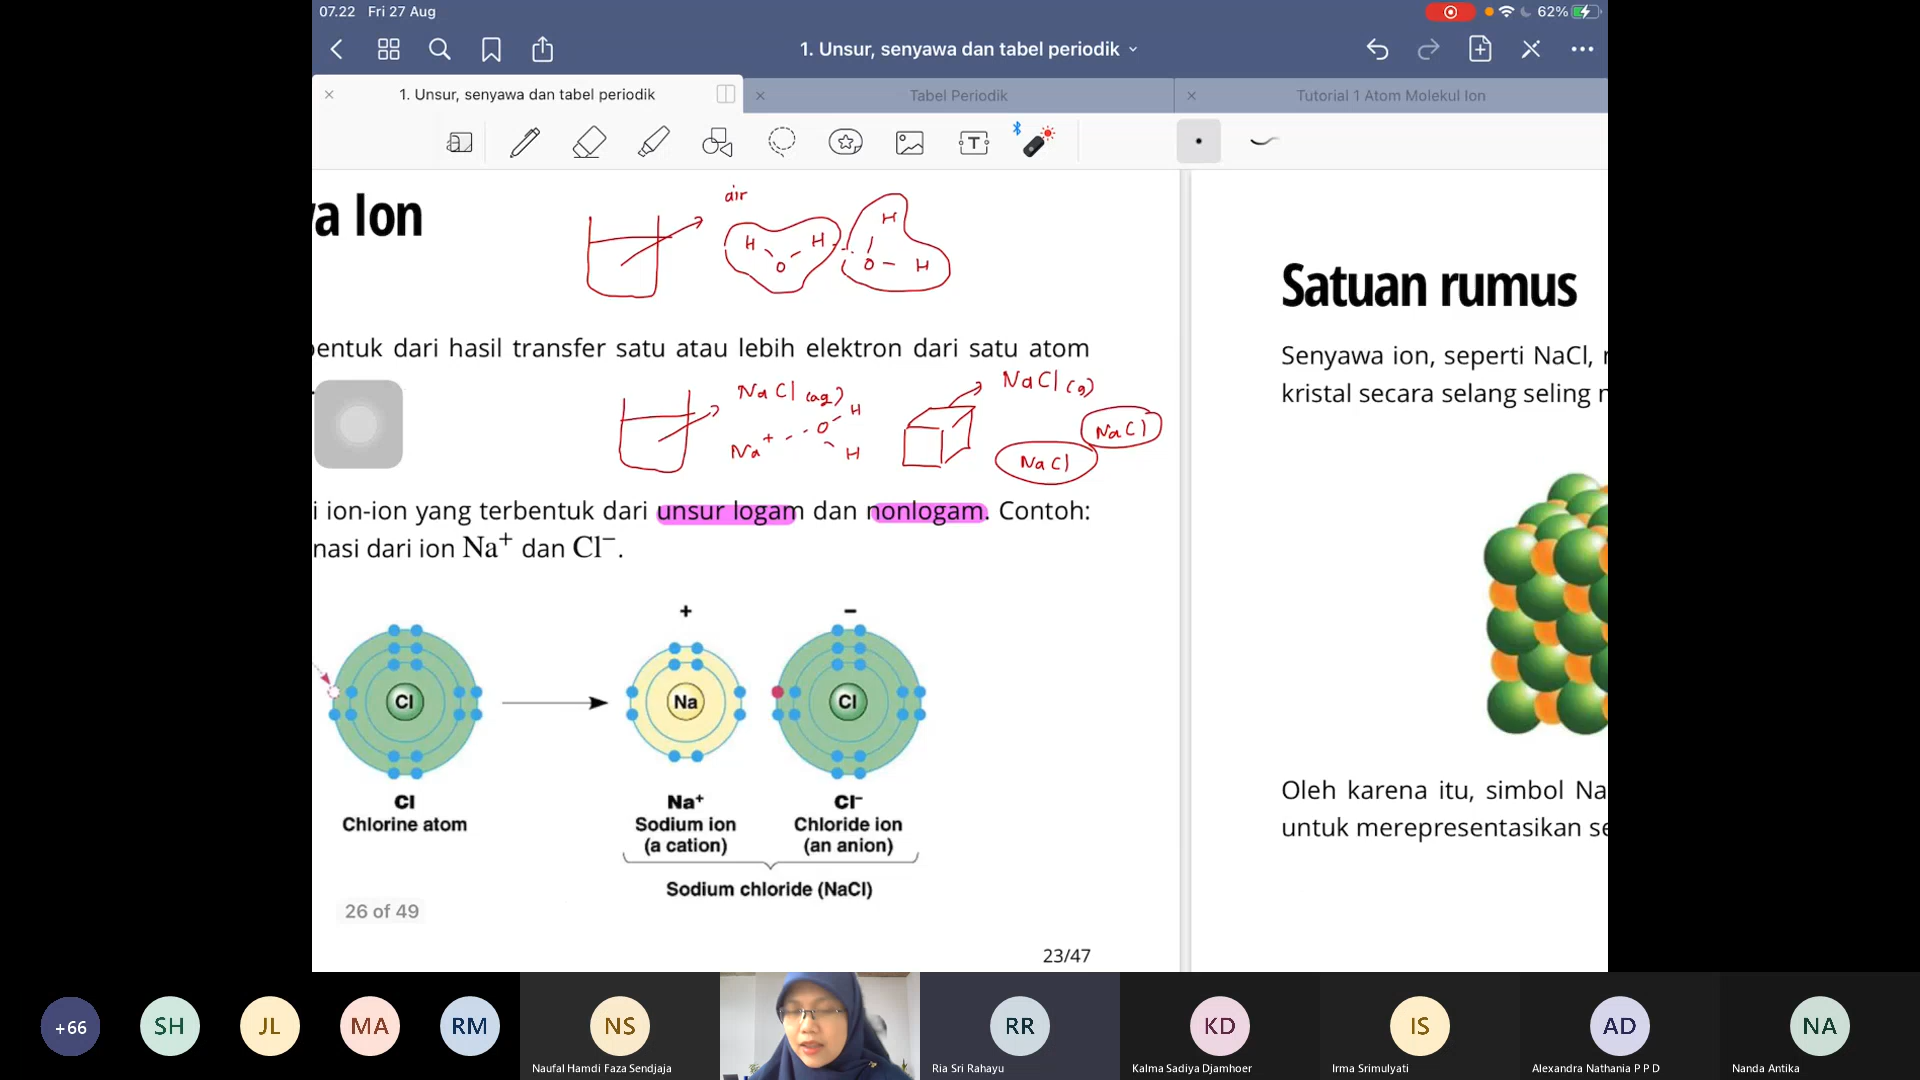 07.22 Fri 27 Aug
62%
1. Unsur, senyawa dan tabel periodik
1. Unsur, senyawa dan tabel periodik
Tabel Periodik
Tutorial 1 Atom Molekul Ion
a Ion
air
H O H
H
O H
entuk dari hasil transfer satu atau lebih elektron dari satu atom
NaCl (aq)
Na+ O H
H
NaCl (g)
NaCl
NaCl
i ion-ion yang terbentuk dari unsur logam dan nonlogam. Contoh:
nasi dari ion Na⁺ dan Cl⁻.
+
−
Cl
Na
Cl
Cl
Chlorine atom
Na⁺
Sodium ion
(a cation)
Cl⁻
Chloride ion
(an anion)
Sodium chloride (NaCl)
26 of 49
23/47
Satuan rumus
Senyawa ion, seperti NaCl,
kristal secara selang seling
Oleh karena itu, simbol Na
untuk merepresentasikan se
+66
SH
JL
MA
RM
NS
Naufal Hamdi Faza Sendjaja
RR
Ria Sri Rahayu
KD
Kalma Sadiya Djamhoer
IS
Irma Srimulyati
AD
Alexandra Nathania P P D
NA
Nanda Antika